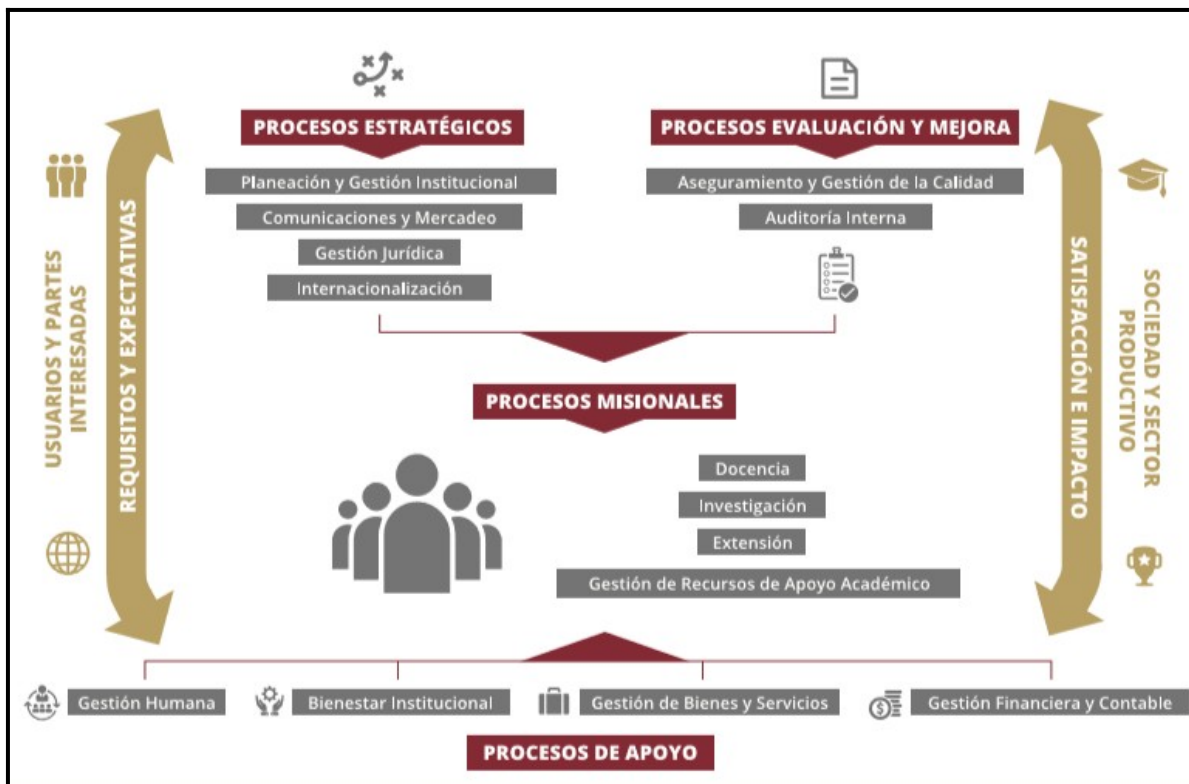 PROCESOS ESTRATÉGICOS
Planeación y Gestión Institucional
Comunicaciones y Mercadeo
Gestión Jurídica
Internacionalización
PROCESOS EVALUACIÓN Y MEJORA
Aseguramiento y Gestión de la Calidad
Auditoría Interna
USUARIOS Y PARTES
INTERESADAS
REQUISITOS Y EXPECTATIVAS
PROCESOS MISIONALES
Docencia
Investigación
Extensión
Gestión de Recursos de Apoyo Académico
SATISFACCIÓN E IMPACTO
SOCIEDAD Y SECTOR
PRODUCTIVO
Gestión Humana
Bienestar Institucional
Gestión de Bienes y Servicios
Gestión Financiera y Contable
PROCESOS DE APOYO